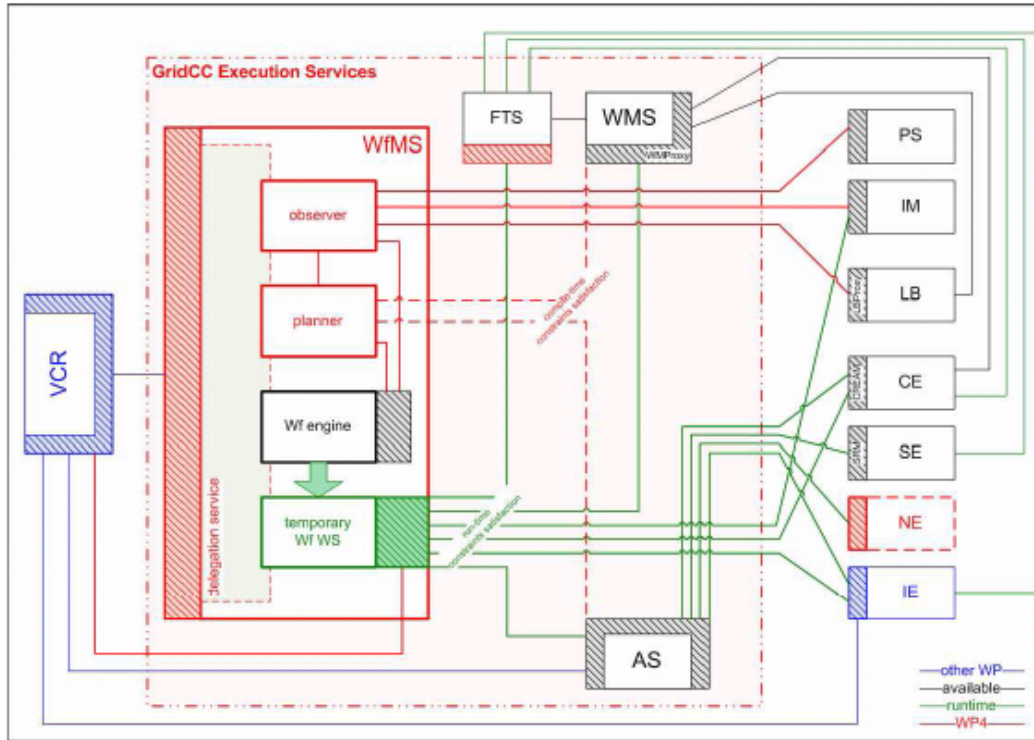 GridCC Execution Services
FTS
WMS
WMProxy
WfMS
PS
observer
IM
compile-time
constraints satisfaction
LBProxy
LB
planner
VCR
CREAM
CE
Wf engine
SRM
SE
delegation service
temporary
Wf WS
run-time
constraints satisfaction
NE
IE
AS
other WP
available
runtime
WP4